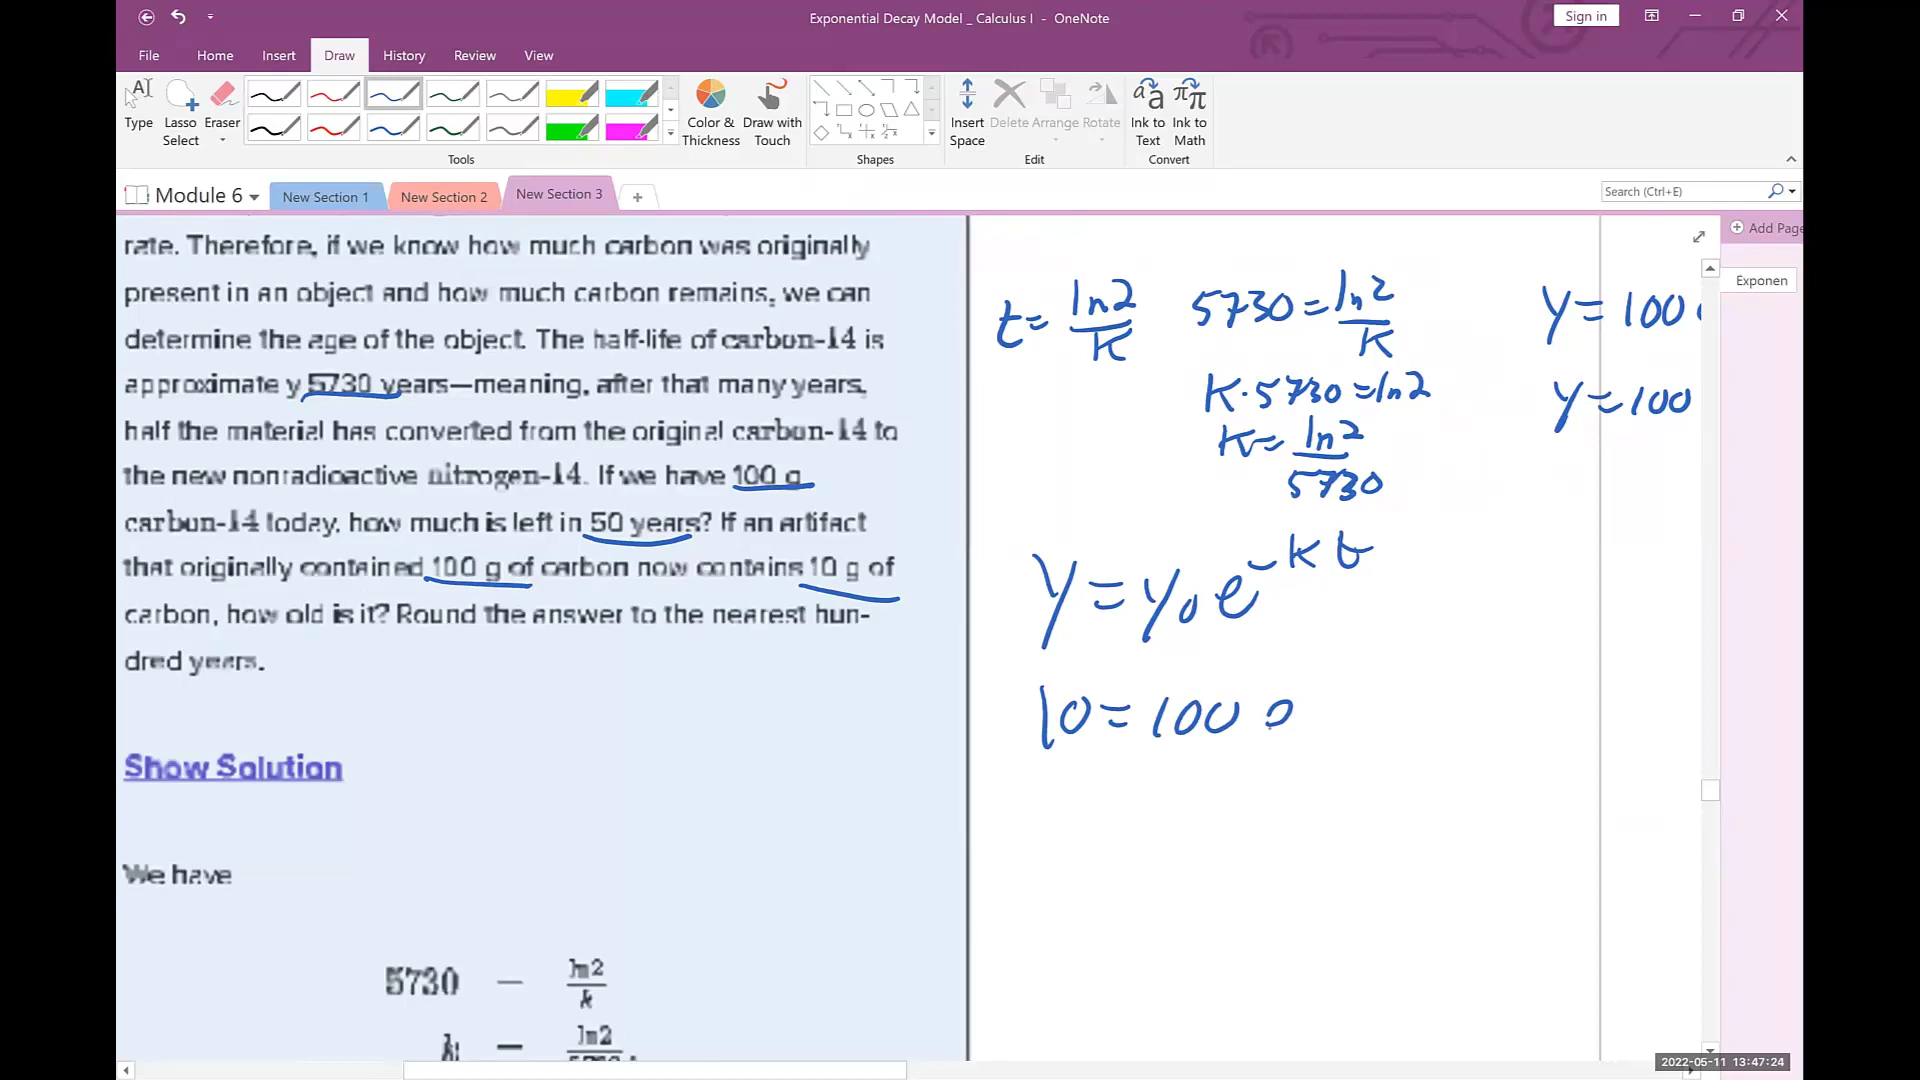 Exponential Decay Model _ Calculus I - OneNote
Sign in
File Home Insert Draw History Review View
Type
Lasso Select
Eraser
Color & Thickness
Draw with Touch
Insert Space
Delete
Arrange
Rotate
Ink to Text
Ink to Math
Tools
Shapes
Edit
Convert
Module 6
New Section 1
New Section 2
New Section 3
Search (Ctrl+E)
Add Page
Exponen
rate. Therefore, if we know how much carbon was originally
present in an object and how much carbon remains, we can
determine the age of the object. The half-life of carbon-14 is
approximate y 5730 years—meaning, after that many years,
half the material has converted from the original carbon-14 to
the new nonradioactive nitrogen-14. If we have 100 g
carbon-14 today, how much is left in 50 years? If an artifact
that originally contained 100 g of carbon now contains 10 g of
carbon, how old is it? Round the answer to the nearest hun-
dred years.
Show Solution
We have
5730 = ln2/k
k = ln2/5730
t = ln2/K
5730 = ln2/K
K·5730 = ln2
K = ln2/5730
y = y₀ e^-Kt
10 = 100
y = 100
y = 100
2022-05-11 13:47:24